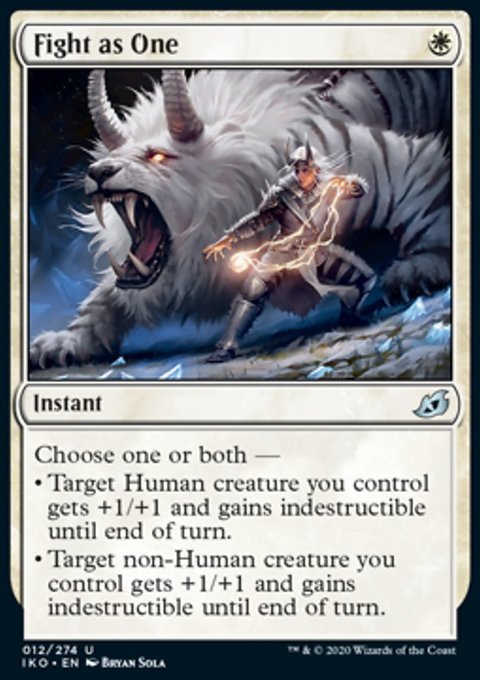 Fight as One
Instant
Choose one or both —
• Target Human creature you control
gets +1/+1 and gains indestructible
until end of turn.
• Target non-Human creature you
control gets +1/+1 and gains
indestructible until end of turn.
012/274 U
IKO • EN Bryan Sola
™ & © 2020 Wizards of the Coast